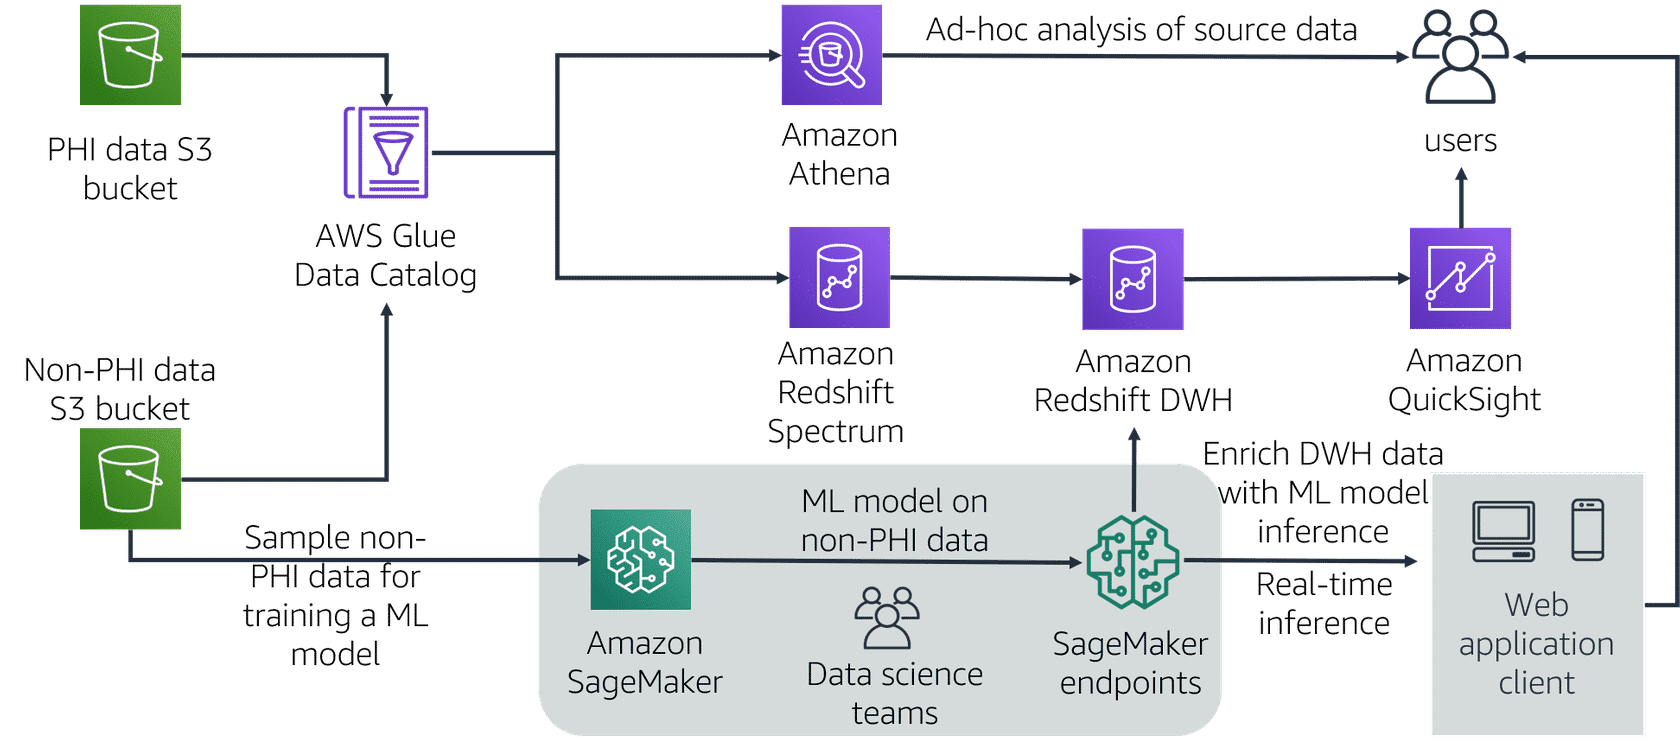 Ad-hoc analysis of source data
PHI data S3
bucket
Amazon
Athena
users
AWS Glue
Data Catalog
Non-PHI data
S3 bucket
Amazon
Redshift
Spectrum
Amazon
Redshift DWH
Amazon
QuickSight
Enrich DWH data
with ML model
inference
Sample non-
PHI data for
training a ML
model
ML model on
non-PHI data
Real-time
inference
Amazon
SageMaker
Data science
teams
SageMaker
endpoints
Web
application
client